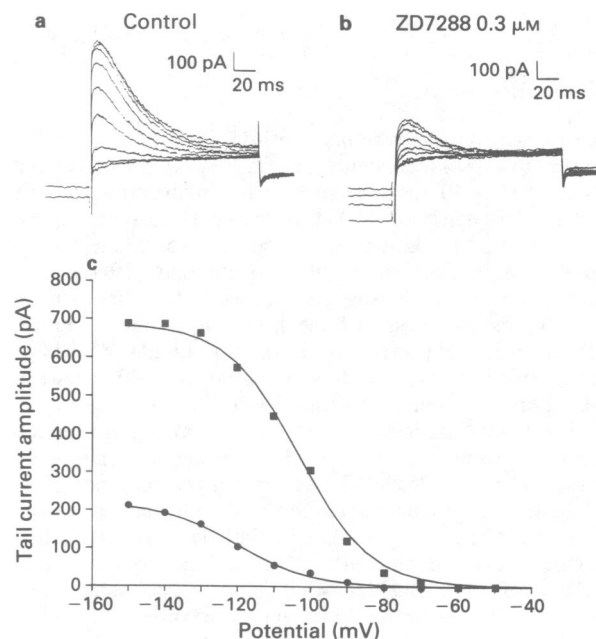 a Control
100 pA
20 ms
b ZD7288 0.3 μM
100 pA
20 ms
c
Tail current amplitude (pA)
800
700
600
500
400
300
200
100
0
−160 −140 −120 −100 −80 −60 −40
Potential (mV)